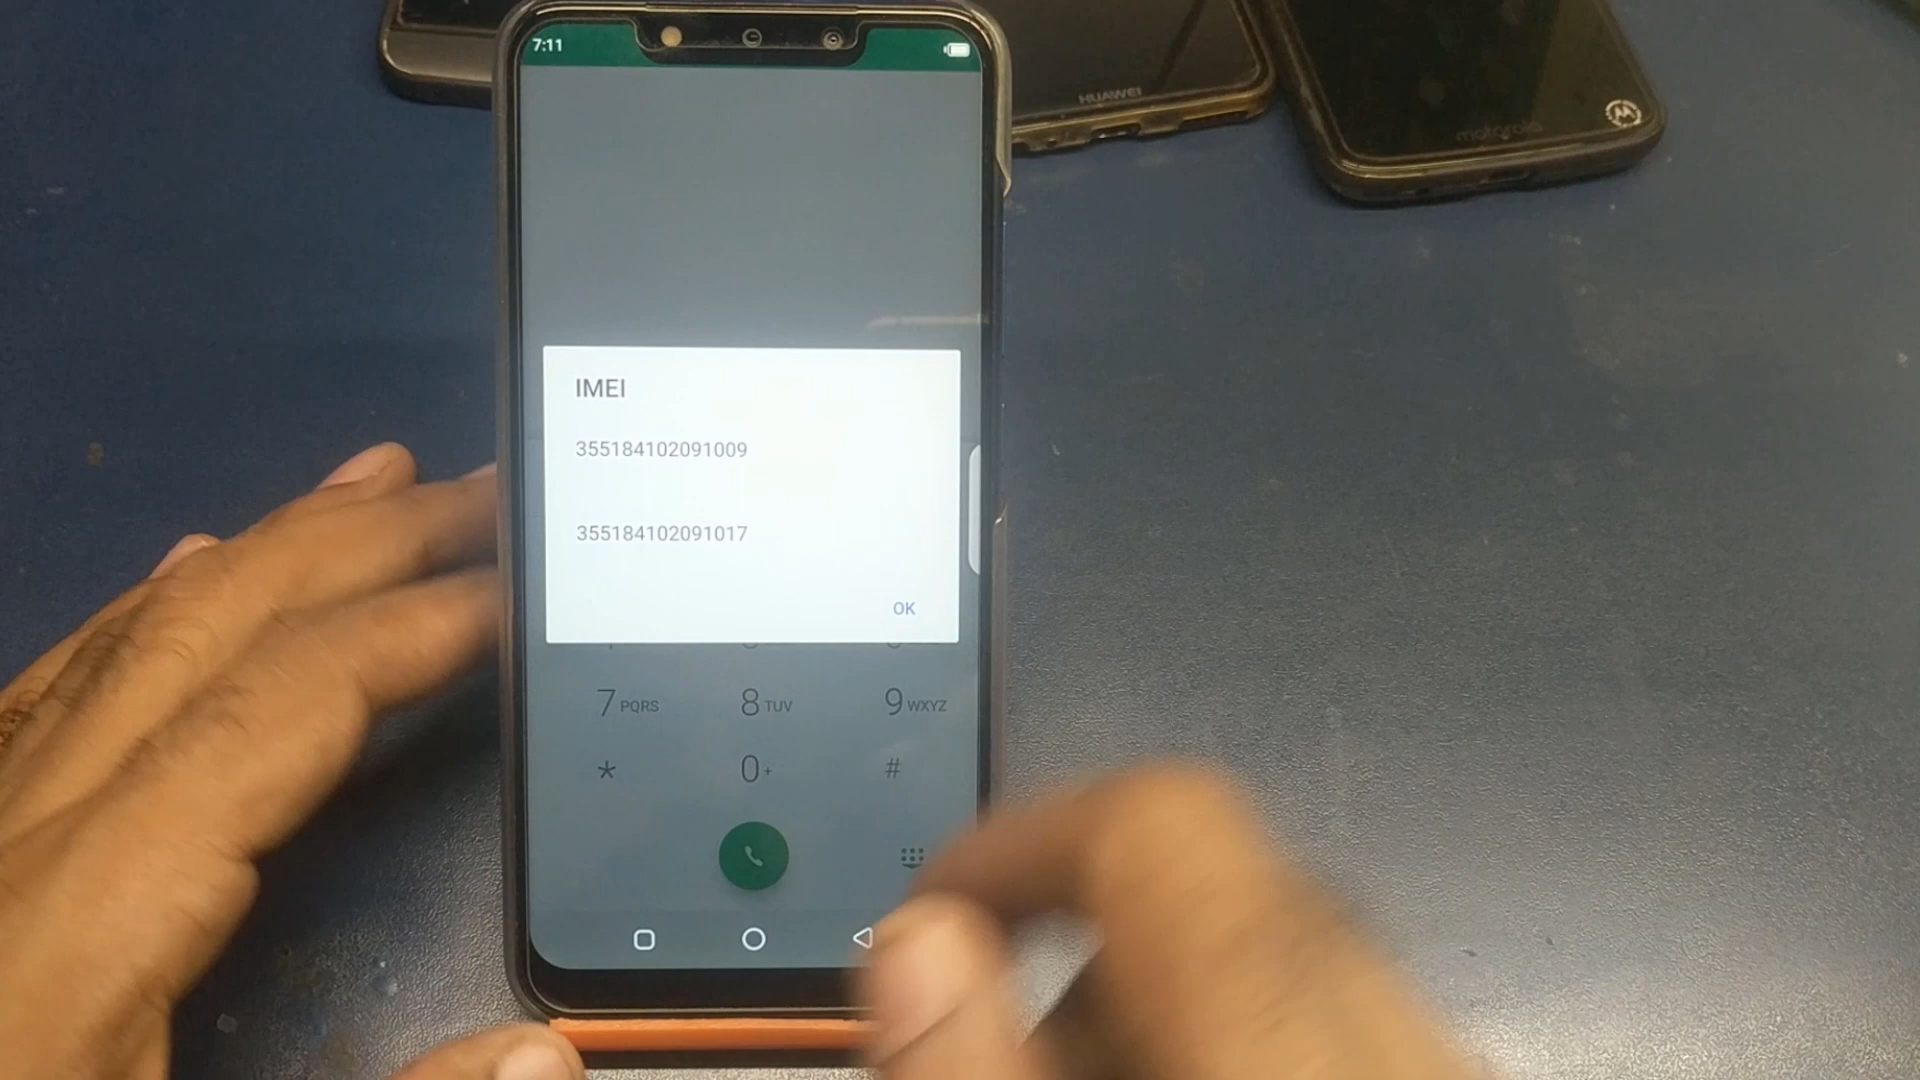 HUAWEI
motorola
7:11
IMEI
355184102091009
355184102091017
OK
7 PQRS 8 TUV 9 WXYZ
* 0 + #